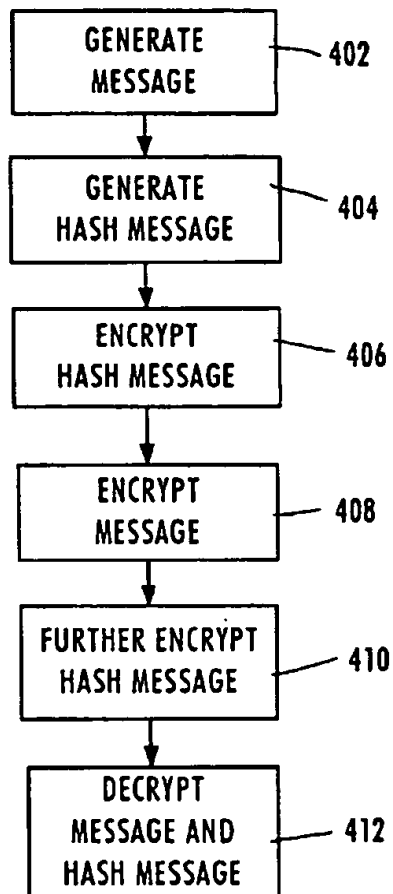 GENERATE
MESSAGE
402
GENERATE
HASH MESSAGE
404
ENCRYPT
HASH MESSAGE
406
ENCRYPT
MESSAGE
408
FURTHER ENCRYPT
HASH MESSAGE
410
DECRYPT
MESSAGE AND
HASH MESSAGE
412